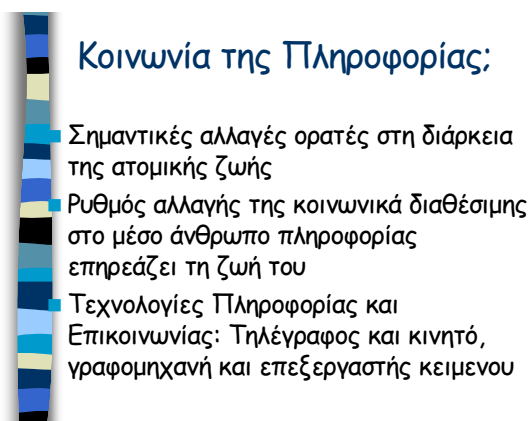 Κοινωνία της Πληροφορίας;
Σημαντικές αλλαγές ορατές στη διάρκεια
της ατομικής ζωής
Ρυθμός αλλαγής της κοινωνικά διαθέσιμης
στο μέσο άνθρωπο πληροφορίας
επηρεάζει τη ζωή του
Τεχνολογίες Πληροφορίας και
Επικοινωνίας: Τηλέγραφος και κινητό,
γραφομηχανή και επεξεργαστής κειμενου